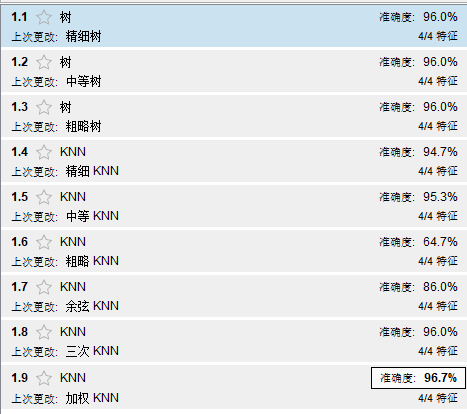 1.1 树 准确度: 96.0%
上次更改: 精细树 4/4 特征
1.2 树 准确度: 96.0%
上次更改: 中等树 4/4 特征
1.3 树 准确度: 96.0%
上次更改: 粗略树 4/4 特征
1.4 KNN 准确度: 94.7%
上次更改: 精细 KNN 4/4 特征
1.5 KNN 准确度: 95.3%
上次更改: 中等 KNN 4/4 特征
1.6 KNN 准确度: 64.7%
上次更改: 粗略 KNN 4/4 特征
1.7 KNN 准确度: 86.0%
上次更改: 余弦 KNN 4/4 特征
1.8 KNN 准确度: 96.0%
上次更改: 三次 KNN 4/4 特征
1.9 KNN 准确度: 96.7%
上次更改: 加权 KNN 4/4 特征